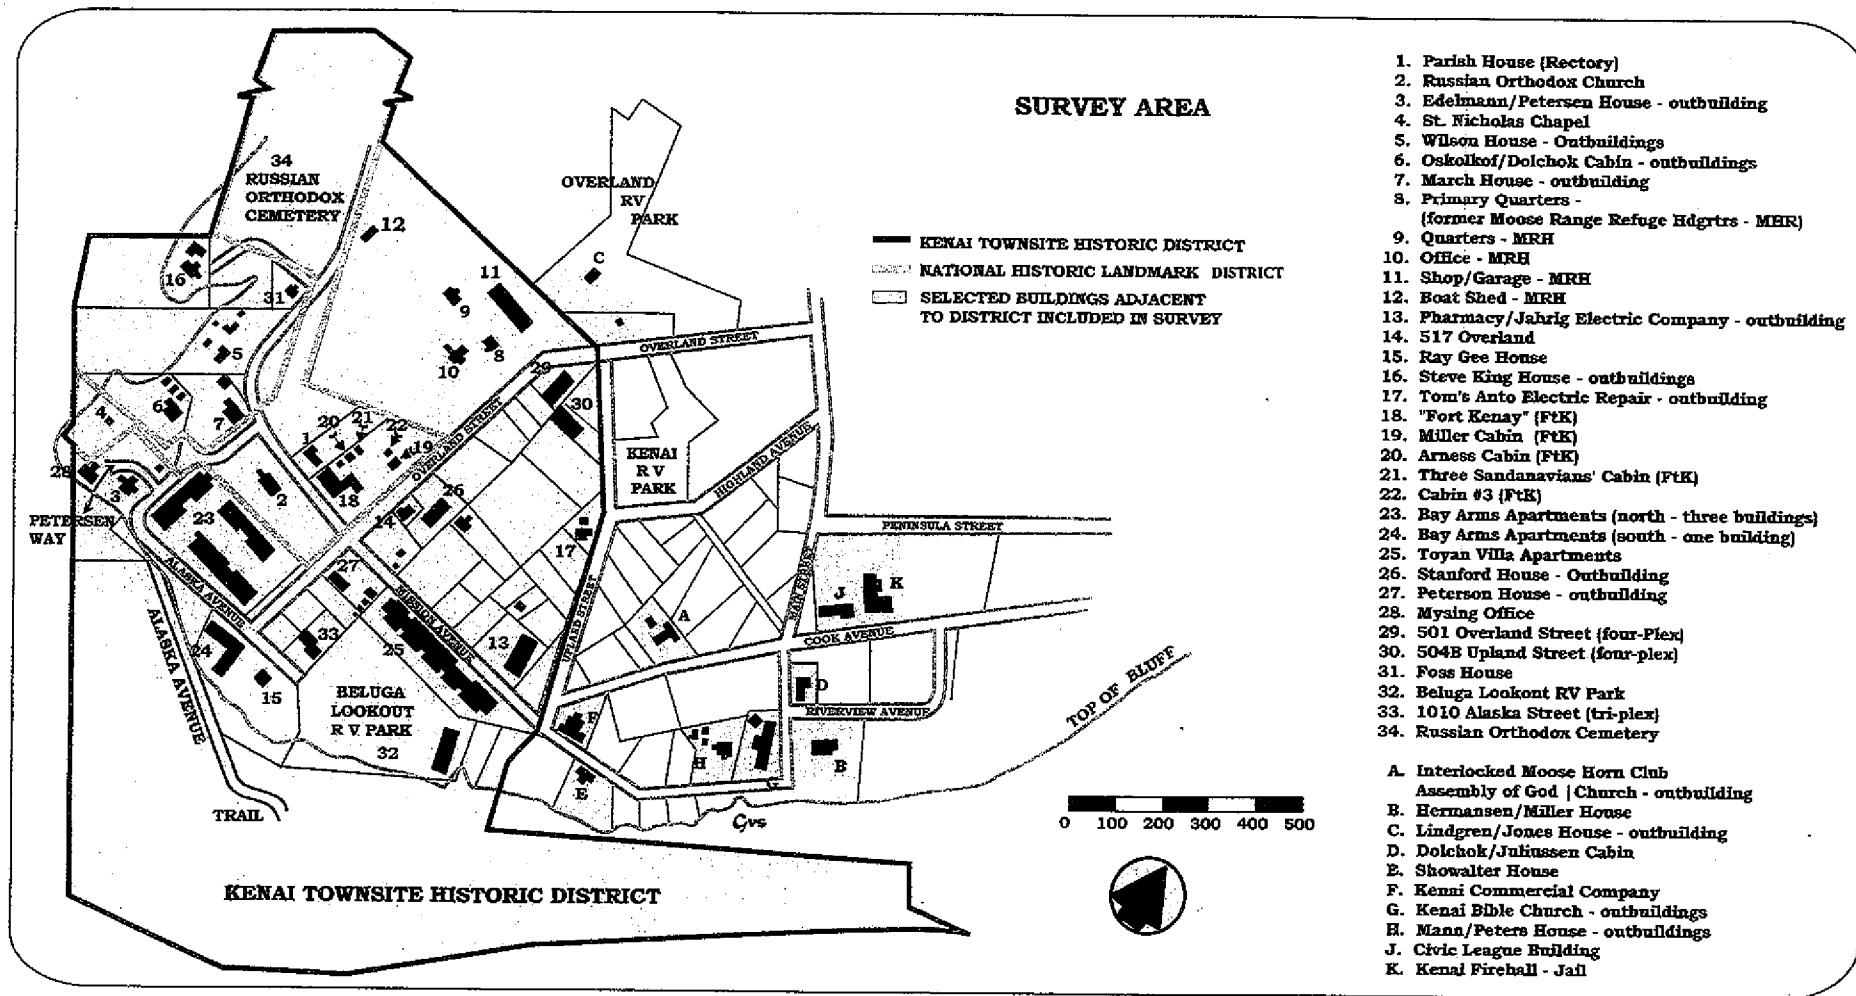 SURVEY AREA
KENAI TOWNSITE HISTORIC DISTRICT
NATIONAL HISTORIC LANDMARK DISTRICT
SELECTED BUILDINGS ADJACENT
TO DISTRICT INCLUDED IN SURVEY
34
RUSSIAN
ORTHODOX
CEMETERY
OVERLAND
RV
PARK
12
C
11
16
31
9
5
8
10
OVERLAND STREET
29
30
6
4
7
20
21
22
1
19
OVERLAND STREET
KENAI
R V
PARK
HIGHLAND AVENUE
28
3
2
18
26
14
23
PETERSEN
WAY
17
PENINSULA STREET
27
ALASKA AVENUE
MISSION AVENUE
UPLAND STREET
MAIN STREET
J
K
A
COOK AVENUE
33
24
25
13
15
ALASKA AVENUE
BELUGA
LOOKOUT
R V PARK
32
D
RIVERVIEW AVENUE
F
H
G
B
E
TOP OF BLUFF
TRAIL
Gvs
0 100 200 300 400 500
KENAI TOWNSITE HISTORIC DISTRICT
1. Parish House (Rectory)
2. Russian Orthodox Church
3. Edelmann/Petersen House - outbuilding
4. St. Nicholas Chapel
5. Wilson House - Outbuildings
6. Oskolkof/Dolchok Cabin - outbuildings
7. March House - outbuilding
8. Primary Quarters -
(former Moose Range Refuge Hdgrtrs - MHR)
9. Quarters - MRH
10. Office - MRH
11. Shop/Garage - MRH
12. Boat Shed - MRH
13. Pharmacy/Jahrig Electric Company - outbuilding
14. 517 Overland
15. Ray Gee House
16. Steve King House - outbuildings
17. Tom's Auto Electric Repair - outbuilding
18. "Fort Kenay" (FtK)
19. Miller Cabin (FtK)
20. Arness Cabin (FtK)
21. Three Sandanavians' Cabin (FtK)
22. Cabin #3 (FtK)
23. Bay Arms Apartments (north - three buildings)
24. Bay Arms Apartments (south - one building)
25. Toyan Villa Apartments
26. Stanford House - Outbuilding
27. Peterson House - outbuilding
28. Mysing Office
29. 501 Overland Street (four-Plex)
30. 504B Upland Street (four-plex)
31. Foss House
32. Beluga Lookout RV Park
33. 1010 Alaska Street (tri-plex)
34. Russian Orthodox Cemetery
A. Interlocked Moose Horn Club
Assembly of God | Church - outbuilding
B. Hermansen/Miller House
C. Lindgren/Jones House - outbuilding
D. Dolchok/Juliussen Cabin
E. Showalter House
F. Kenai Commercial Company
G. Kenai Bible Church - outbuildings
H. Mann/Peters House - outbuildings
J. Civic League Building
K. Kenai Firehall - Jail